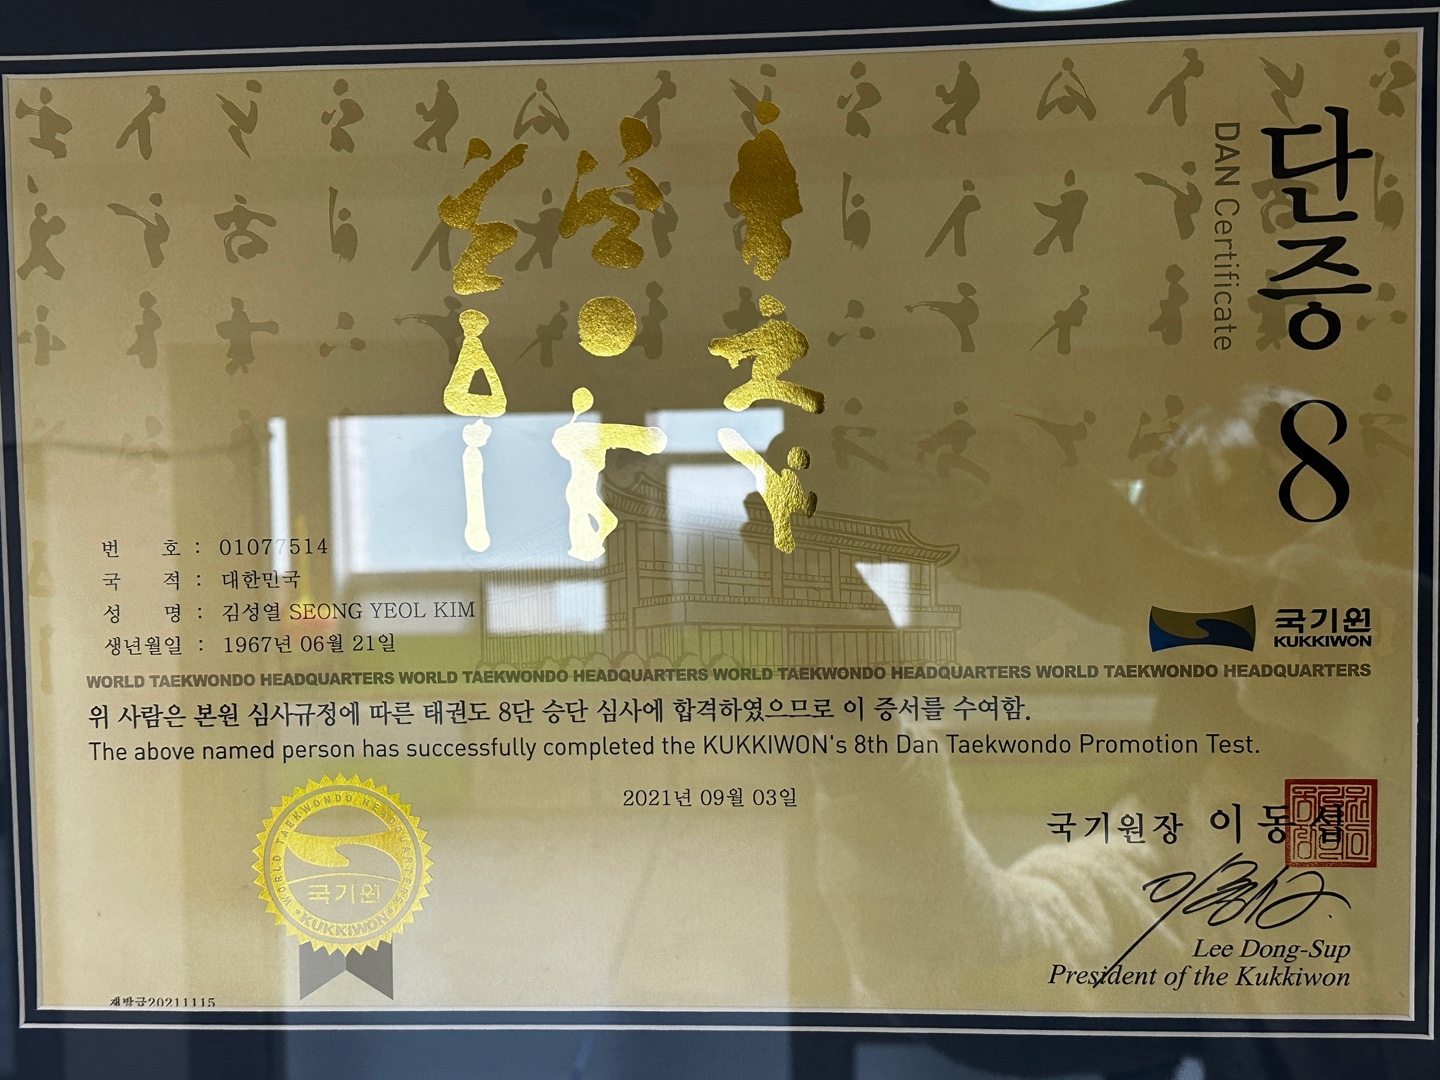 단증
DAN Certificate
8
번 호 : 01077514
국 적 : 대한민국
성 명 : 김성열 SEONG YEOL KIM
생년월일 : 1967년 06월 21일
국기원
KUKKIWON
WORLD TAEKWONDO HEADQUARTERS WORLD TAEKWONDO HEADQUARTERS WORLD TAEKWONDO HEADQUARTERS WORLD TAEKWONDO HEADQUARTERS
위 사람은 본원 심사규정에 따른 태권도 8단 승단 심사에 합격하였으므로 이 증서를 수여함.
The above named person has successfully completed the KUKKIWON's 8th Dan Taekwondo Promotion Test.
2021년 09월 03일
WORLD TAEKWONDO HEADQUARTERS
국기원
KUKKIWON
국기원장 이동섭
Lee Dong-Sup
President of the Kukkiwon
재발급20211115